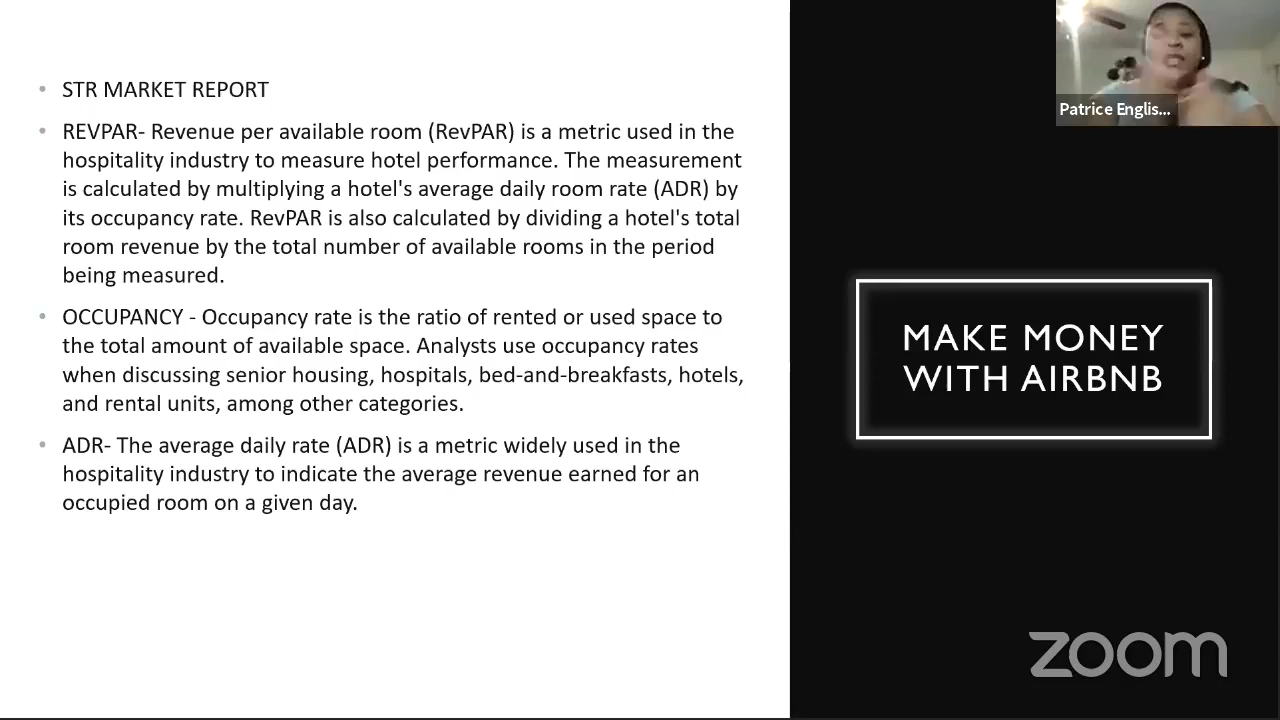 STR MARKET REPORT
REVPAR- Revenue per available room (RevPAR) is a metric used in the
hospitality industry to measure hotel performance. The measurement
is calculated by multiplying a hotel's average daily room rate (ADR) by
its occupancy rate. RevPAR is also calculated by dividing a hotel's total
room revenue by the total number of available rooms in the period
being measured.
OCCUPANCY - Occupancy rate is the ratio of rented or used space to
the total amount of available space. Analysts use occupancy rates
when discussing senior housing, hospitals, bed-and-breakfasts, hotels,
and rental units, among other categories.
ADR- The average daily rate (ADR) is a metric widely used in the
hospitality industry to indicate the average revenue earned for an
occupied room on a given day.
Patrice Englis...
MAKE MONEY
WITH AIRBNB
zoom